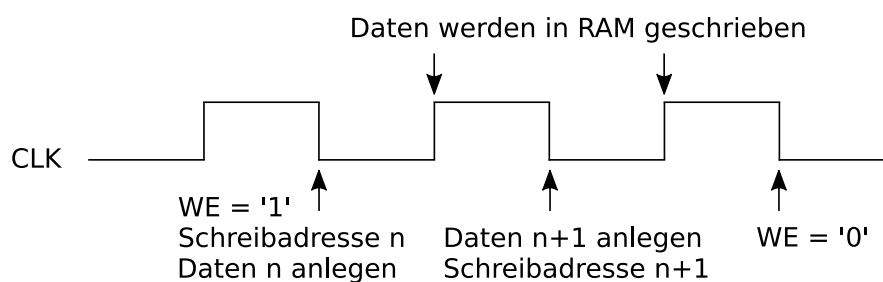 Daten werden in RAM geschrieben
CLK
WE = '1'
Schreibadresse n
Daten n anlegen
Daten n+1 anlegen
Schreibadresse n+1
WE = '0'